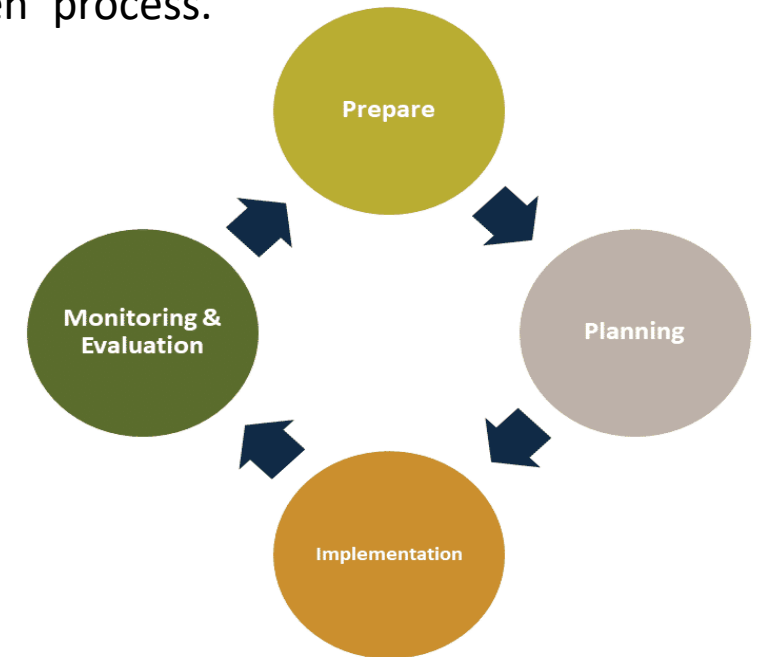 process.
Prepare
Planning
Monitoring &
Evaluation
Implementation